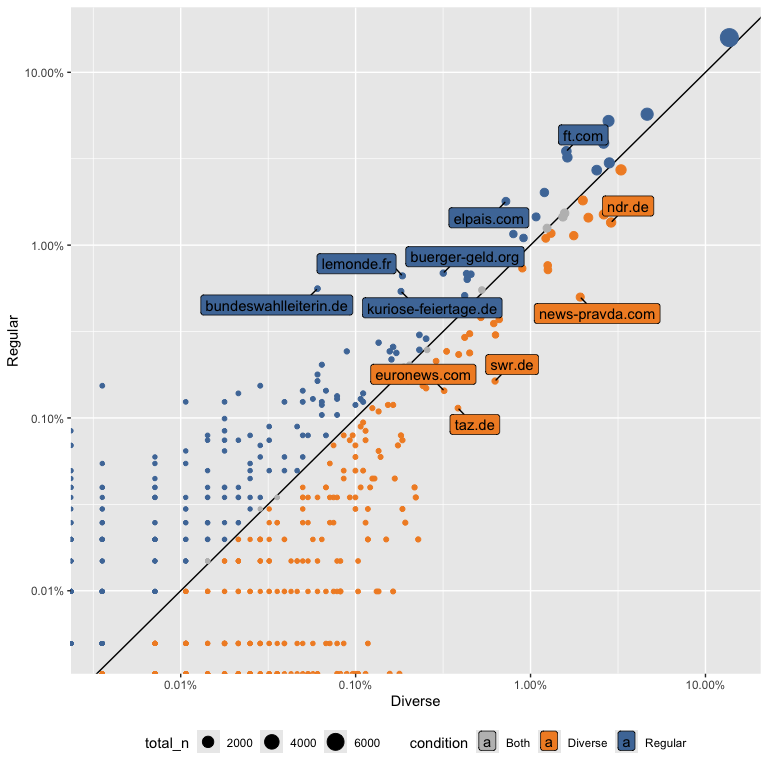 Regular
10.00%
1.00%
0.10%
0.01%
ft.com
ndr.de
elpais.com
buerger-geld.org
lemonde.fr
bundeswahlleiterin.de
kuriose-feiertage.de
news-pravda.com
swr.de
euronews.com
taz.de
0.01%
0.10%
1.00%
10.00%
Diverse
total_n
2000
4000
6000
condition
a
Both
a
Diverse
a
Regular